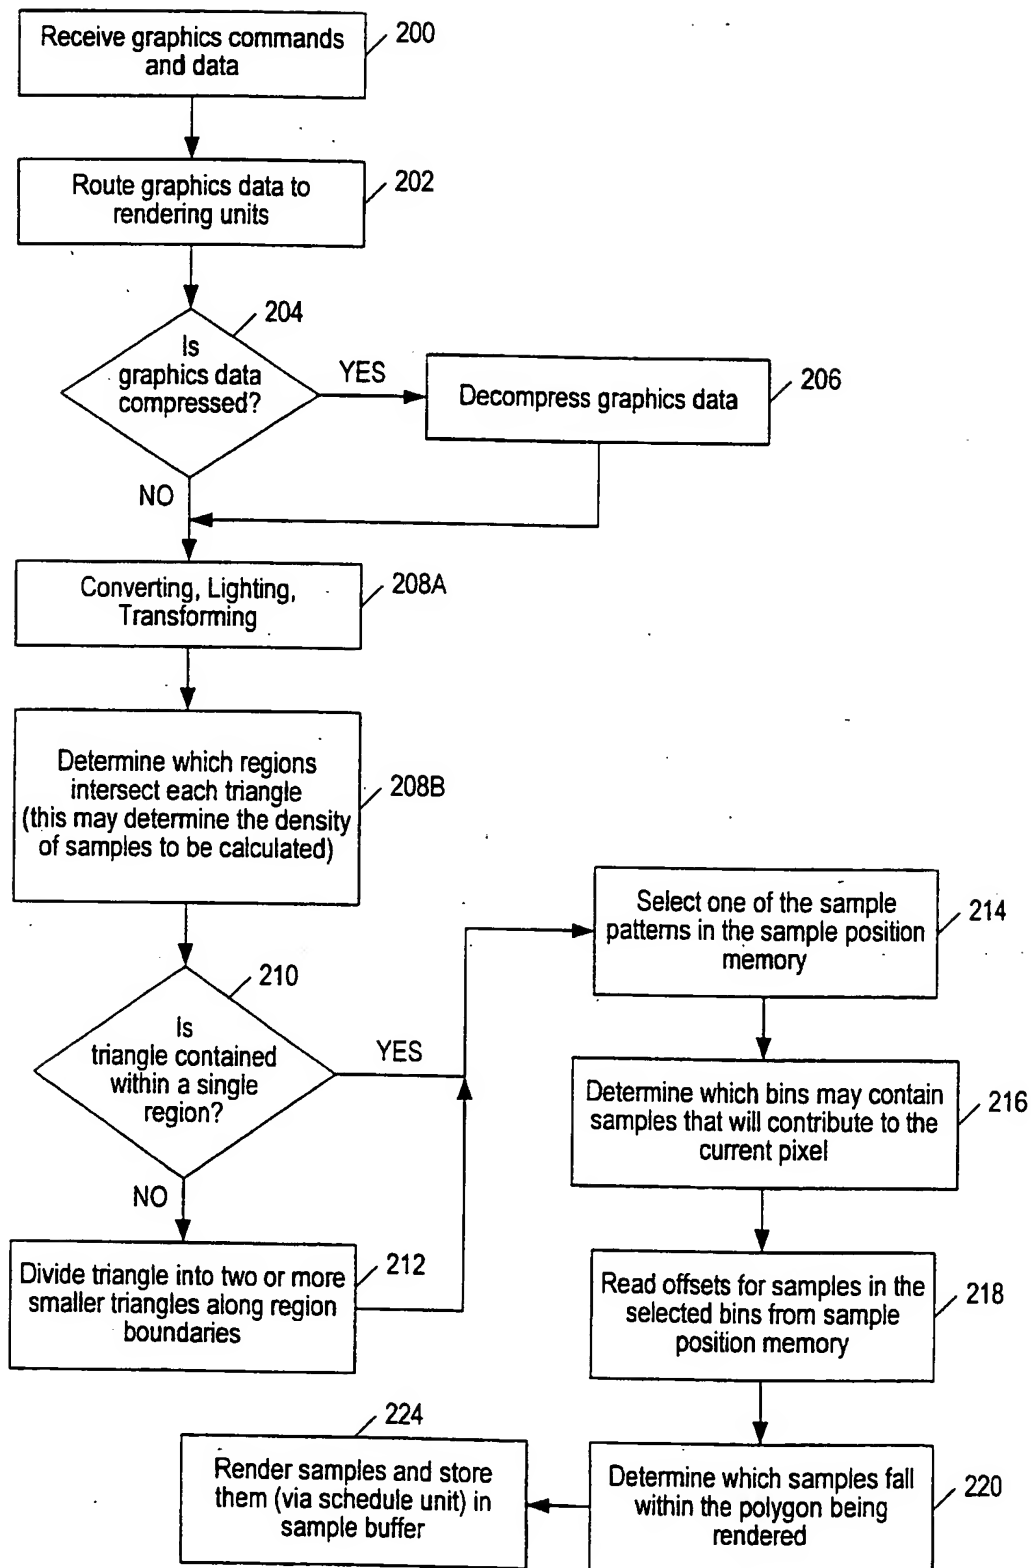 Receive graphics commands
and data
200
Route graphics data to
rendering units
202
204
Is
graphics data
compressed?
YES
Decompress graphics data
206
NO
Converting, Lighting,
Transforming
208A
Determine which regions
intersect each triangle
(this may determine the density
of samples to be calculated)
208B
210
Is
triangle contained
within a single
region?
YES
NO
Divide triangle into two or more
smaller triangles along region
boundaries
212
Select one of the sample
patterns in the sample position
memory
214
Determine which bins may contain
samples that will contribute to the
current pixel
216
Read offsets for samples in the
selected bins from sample
position memory
218
Determine which samples fall
within the polygon being
rendered
220
224
Render samples and store
them (via schedule unit) in
sample buffer